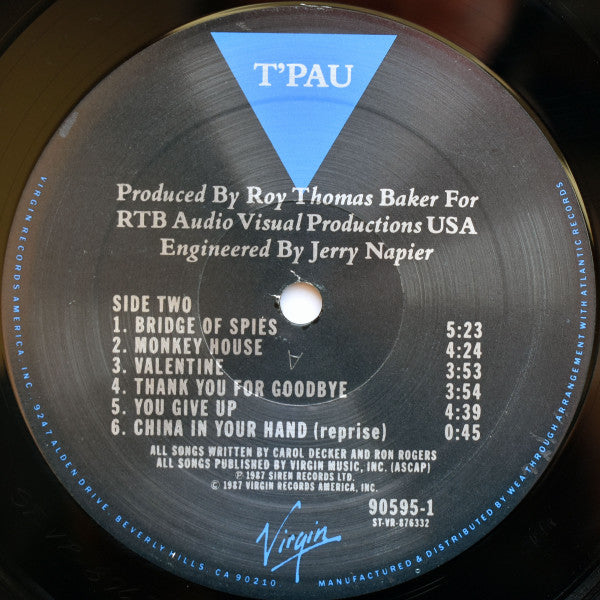 T'PAU
Produced By Roy Thomas Baker For
RTB Audio Visual Productions USA
Engineered By Jerry Napier
SIDE TWO
1. BRIDGE OF SPIES 5:23
2. MONKEY HOUSE 4:24
3. VALENTINE 3:53
4. THANK YOU FOR GOODBYE 3:54
5. YOU GIVE UP 4:39
6. CHINA IN YOUR HAND (reprise) 0:45
ALL SONGS WRITTEN BY CAROL DECKER AND RON ROGERS
ALL SONGS PUBLISHED BY VIRGIN MUSIC, INC. (ASCAP)
℗ 1987 SIREN RECORDS LTD.
© 1987 VIRGIN RECORDS AMERICA, INC.
90595-1
ST-VR-876332
Virgin
VIRGIN RECORDS AMERICA, INC. 9247 ALDEN DRIVE, BEVERLY HILLS, CA 90210
MANUFACTURED & DISTRIBUTED BY WEA THROUGH ARRANGEMENT WITH ATLANTIC RECORDS
A